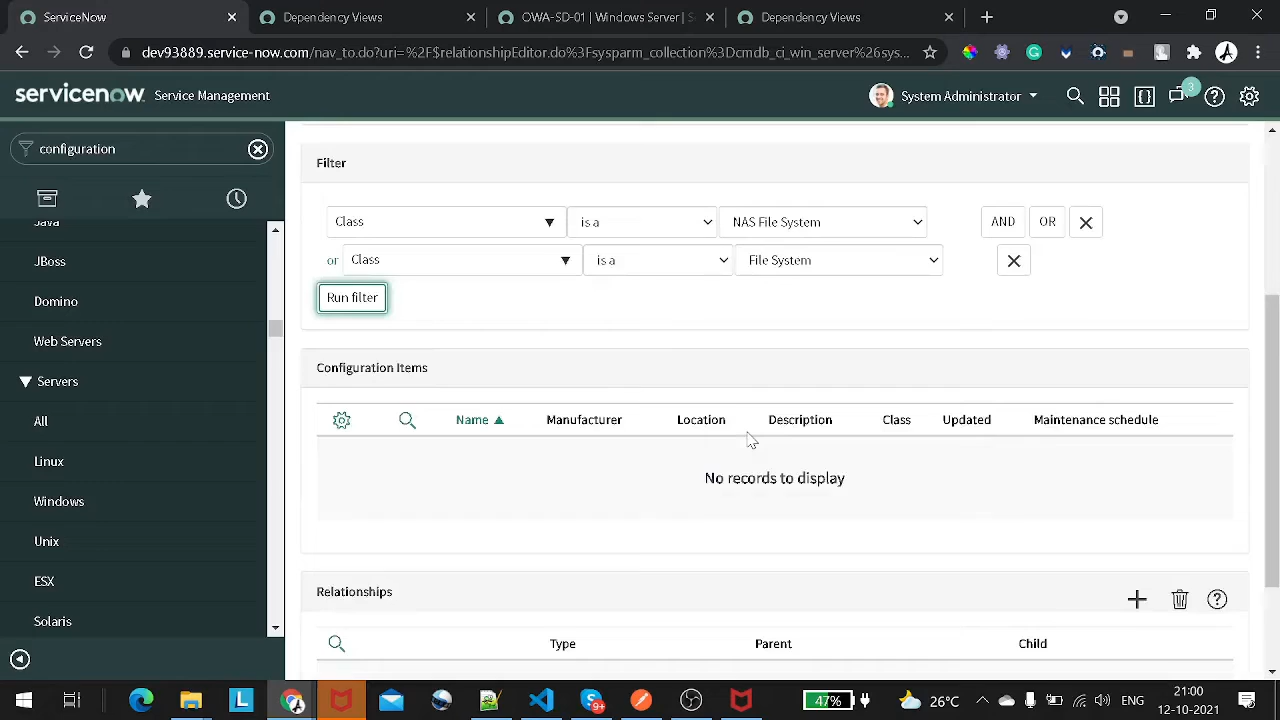 ServiceNow
Dependency Views
OWA-SD-01 | Windows Server | S
Dependency Views
dev93889.service-now.com/nav_to.do?uri=%2F$relationshipEditor.do%3Fsysparm_collection%3Dcmdb_ci_win_server%26sys...
servicenow. Service Management
System Administrator
3
configuration
Java
JBoss
Domino
Web Servers
Servers
All
Linux
Windows
Unix
ESX
Solaris
Filter
Class is a NAS File System AND OR
or Class is a File System
Run filter
Configuration Items
Name Manufacturer Location Description Class Updated Maintenance schedule
No records to display
Relationships
Type Parent Child
9+
47%
26°C
ENG
21:00
12-10-2021